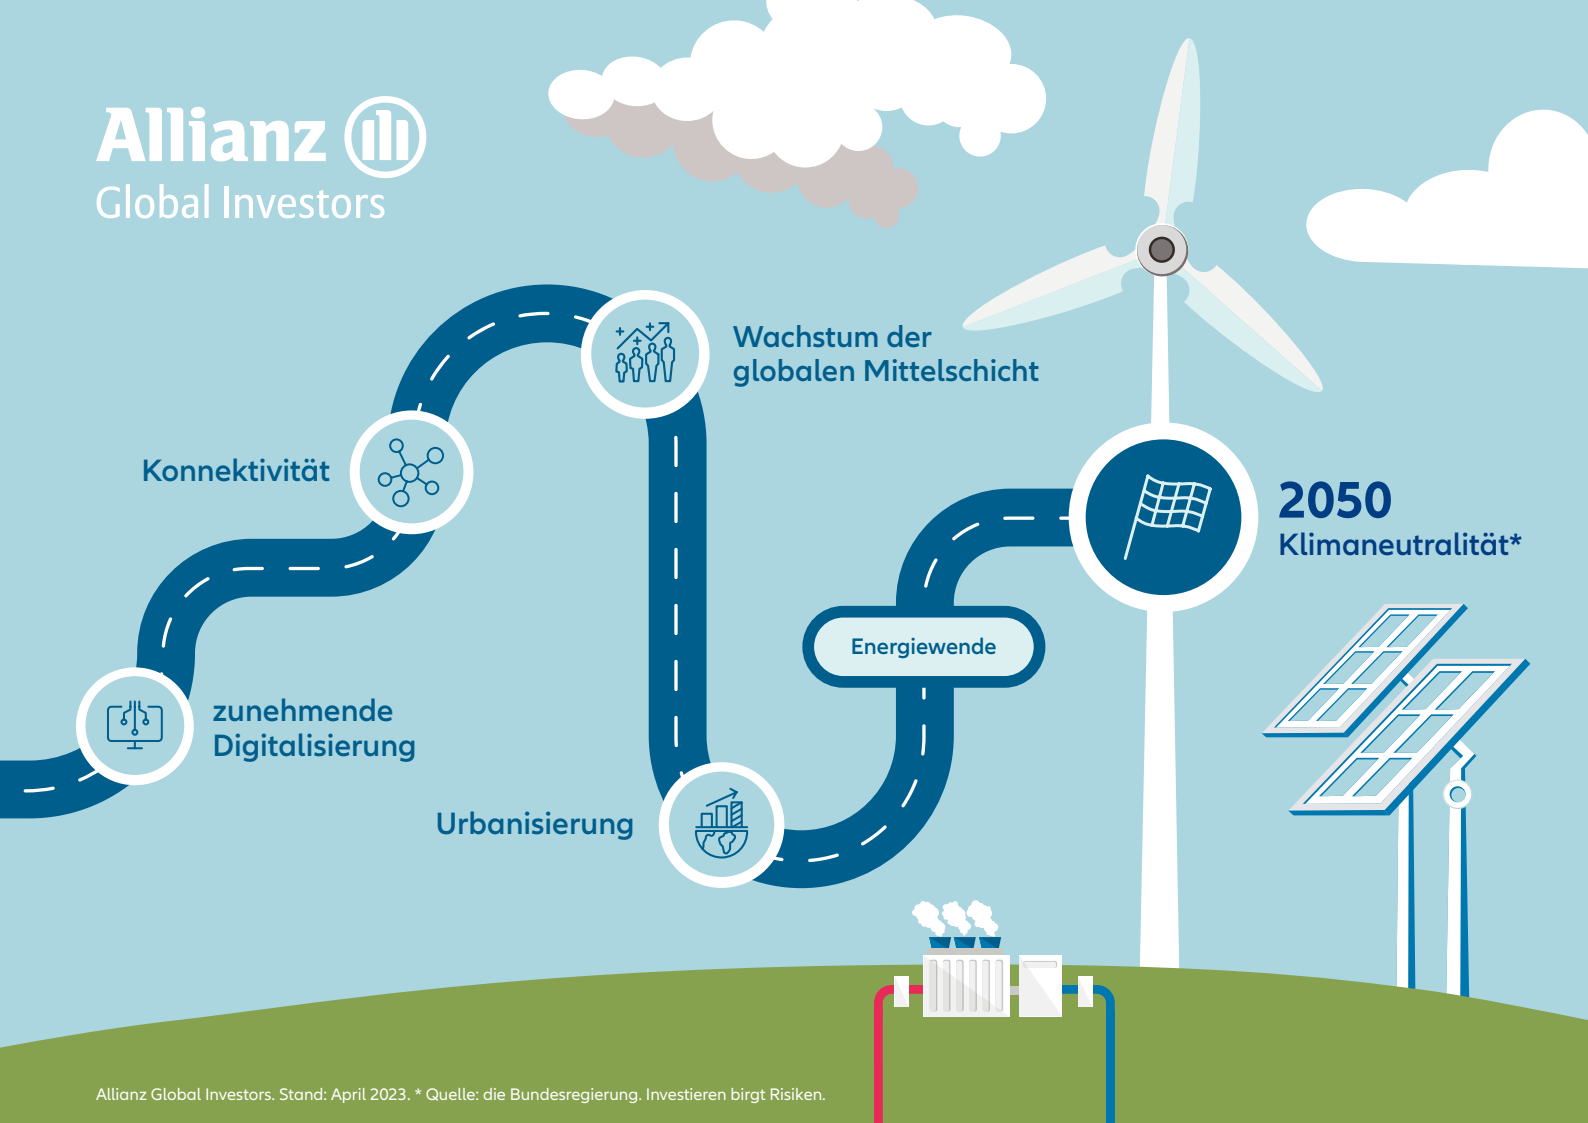 Allianz
Global Investors
Wachstum der
globalen Mittelschicht
Konnektivität
2050
Klimaneutralität*
Energiewende
zunehmende
Digitalisierung
Urbanisierung
Allianz Global Investors. Stand: April 2023. * Quelle: die Bundesregierung. Investieren birgt Risiken.